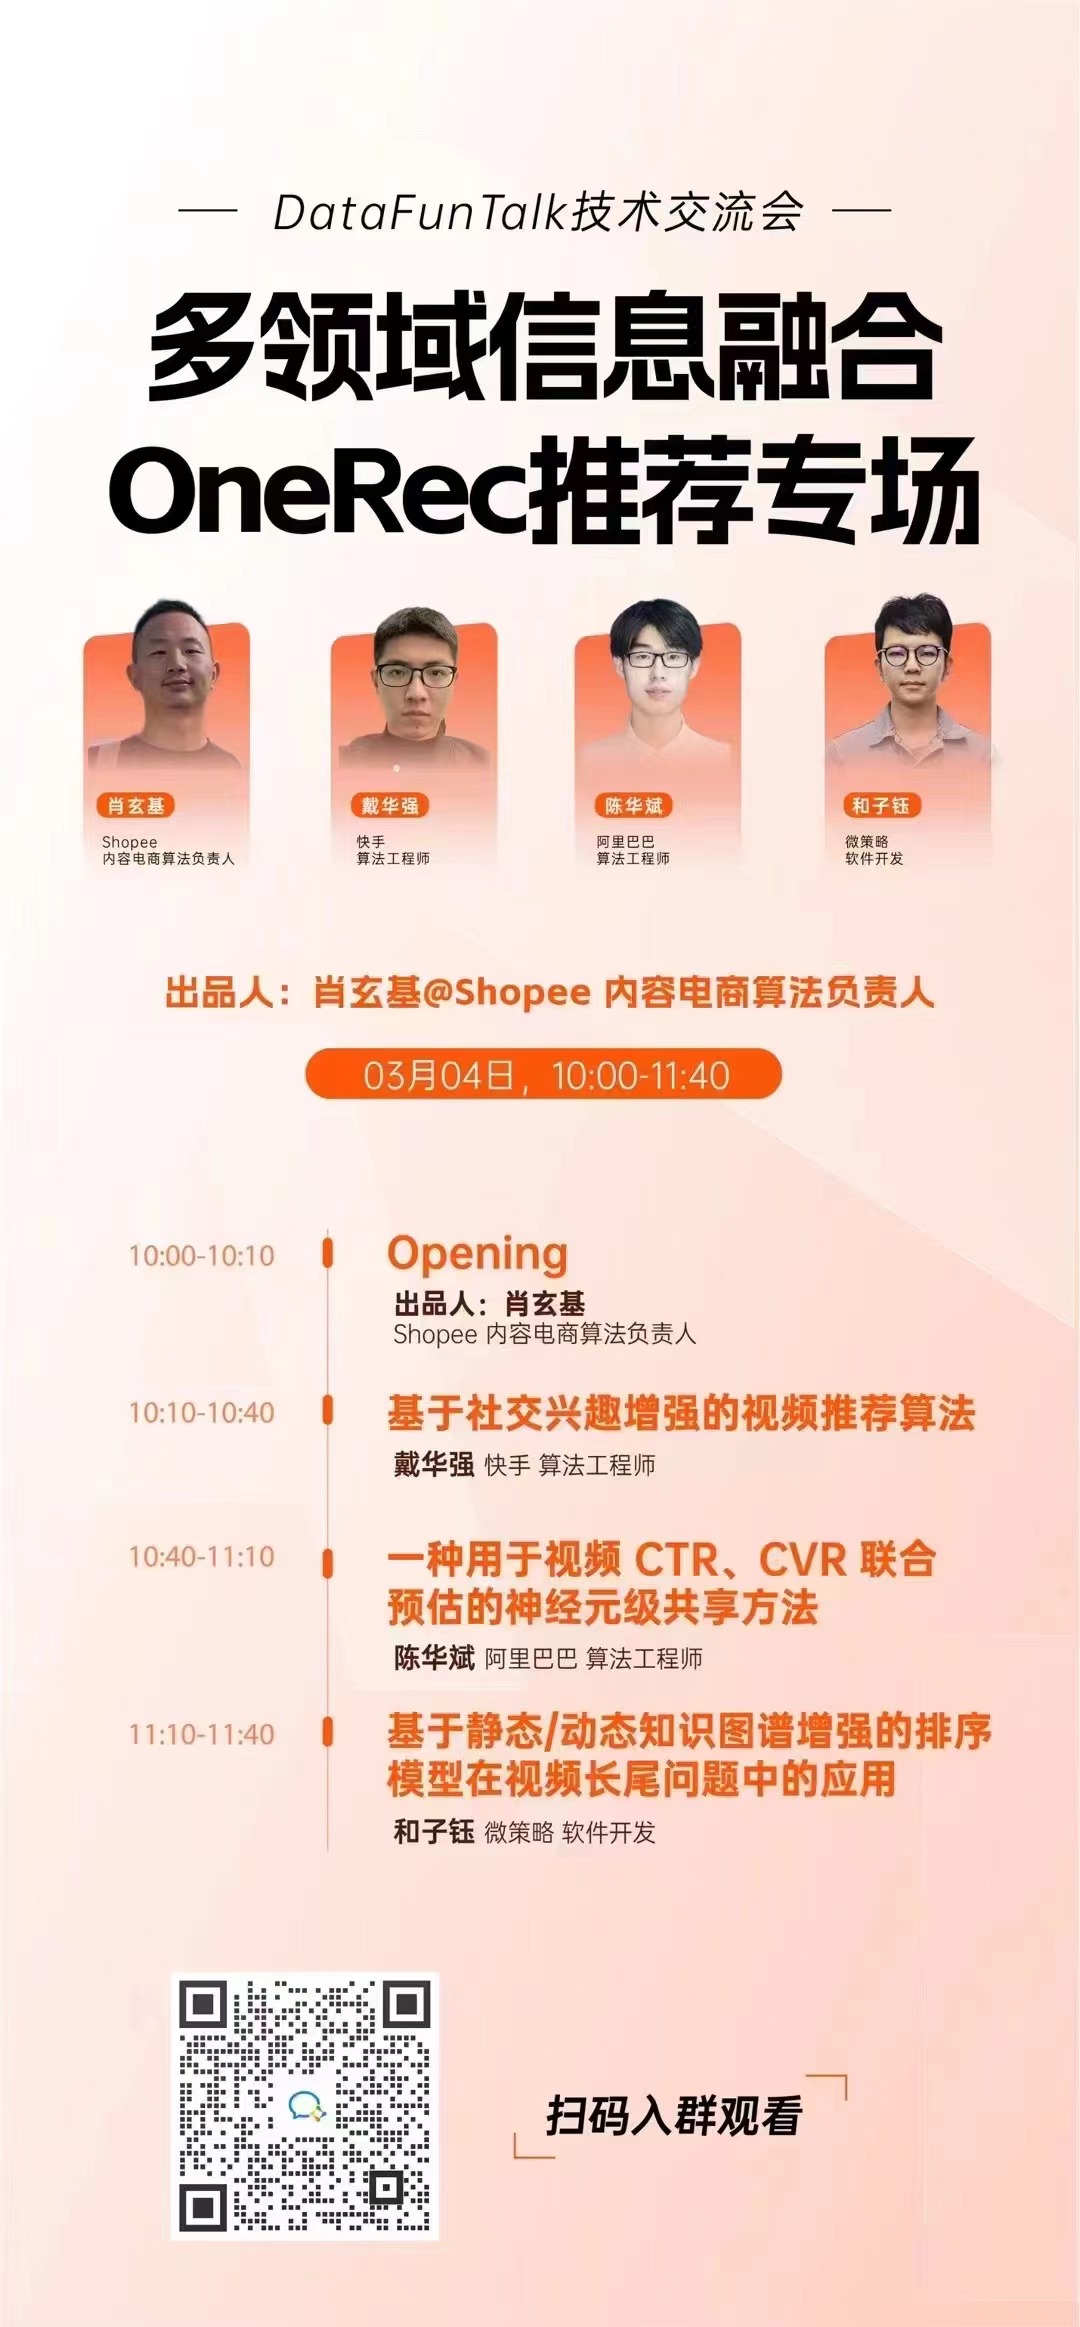 DataFunTalk技术交流会
多领域信息融合
OneRec推荐专场
肖玄基
Shopee
内容电商算法负责人
戴华强
快手
算法工程师
陈华斌
阿里巴巴
算法工程师
和子钰
微策略
软件开发
出品人：肖玄基@Shopee 内容电商算法负责人
03月04日，10:00-11:40
10:00-10:10
Opening
出品人：肖玄基
Shopee 内容电商算法负责人
10:10-10:40
基于社交兴趣增强的视频推荐算法
戴华强 快手 算法工程师
10:40-11:10
一种用于视频 CTR、CVR 联合
预估的神经元级共享方法
陈华斌 阿里巴巴 算法工程师
11:10-11:40
基于静态/动态知识图谱增强的排序
模型在视频长尾问题中的应用
和子钰 微策略 软件开发
扫码入群观看